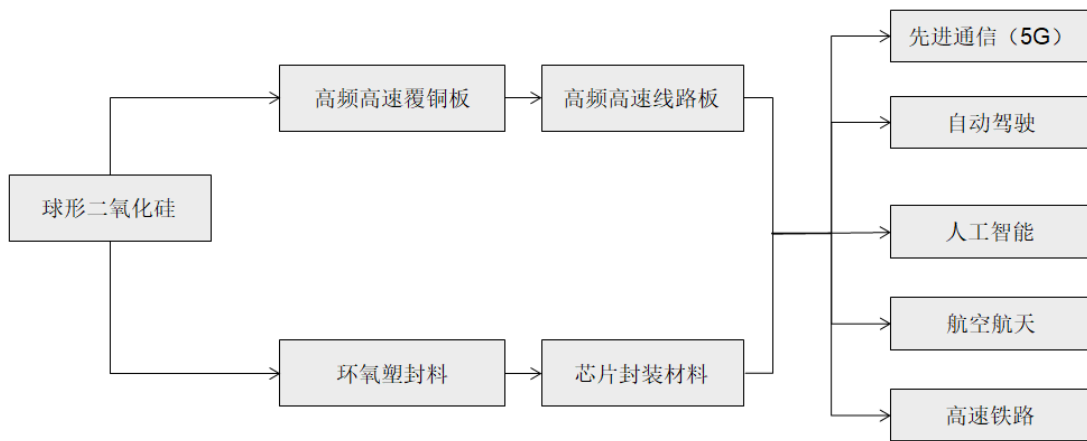 球形二氧化硅
高频高速覆铜板
高频高速线路板
环氧塑封料
芯片封装材料
先进通信（5G）
自动驾驶
人工智能
航空航天
高速铁路